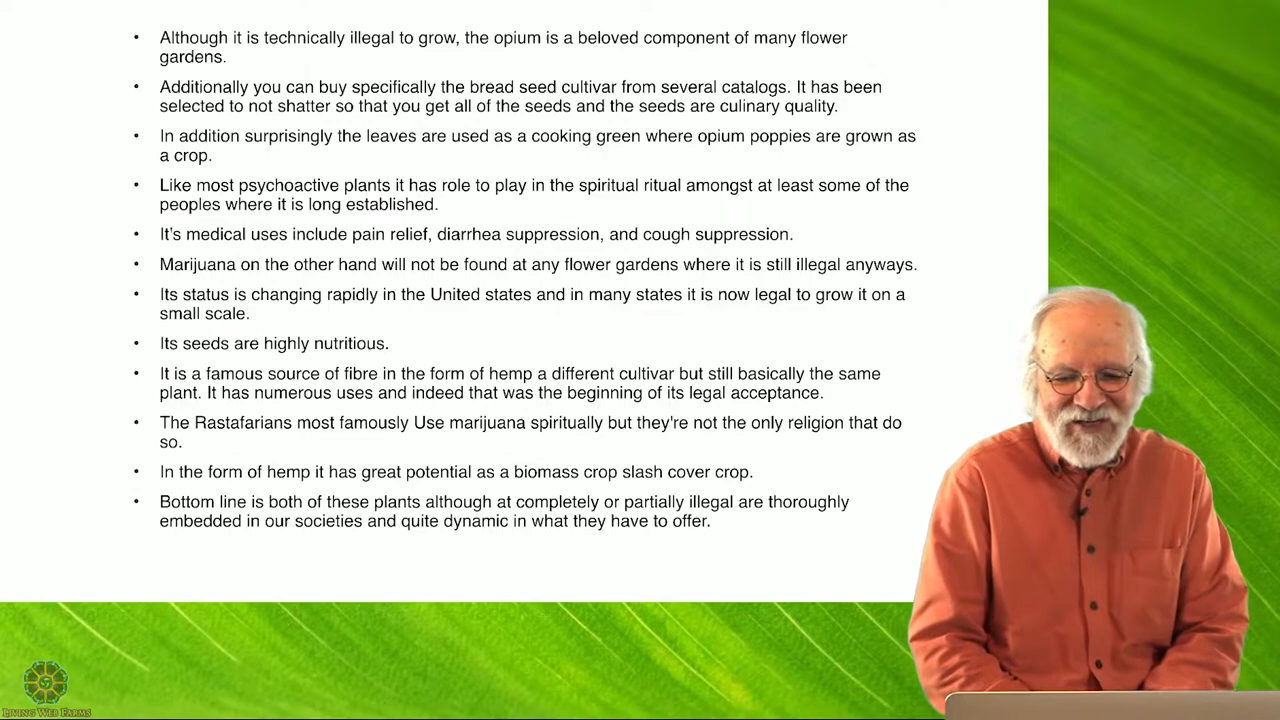 • Although it is technically illegal to grow, the opium is a beloved component of many flower
gardens.
• Additionally you can buy specifically the bread seed cultivar from several catalogs. It has been
selected to not shatter so that you get all of the seeds and the seeds are culinary quality.
• In addition surprisingly the leaves are used as a cooking green where opium poppies are grown as
a crop.
• Like most psychoactive plants it has role to play in the spiritual ritual amongst at least some of the
peoples where it is long established.
• It's medical uses include pain relief, diarrhea suppression, and cough suppression.
• Marijuana on the other hand will not be found at any flower gardens where it is still illegal anyways.
• Its status is changing rapidly in the United states and in many states it is now legal to grow it on a
small scale.
• Its seeds are highly nutritious.
• It is a famous source of fibre in the form of hemp a different cultivar but still basically the same
plant. It has numerous uses and indeed that was the beginning of its legal acceptance.
• The Rastafarians most famously Use marijuana spiritually but they're not the only religion that do
so.
• In the form of hemp it has great potential as a biomass crop slash cover crop.
• Bottom line is both of these plants although at completely or partially illegal are thoroughly
embedded in our societies and quite dynamic in what they have to offer.
LIVING WEB FARMS